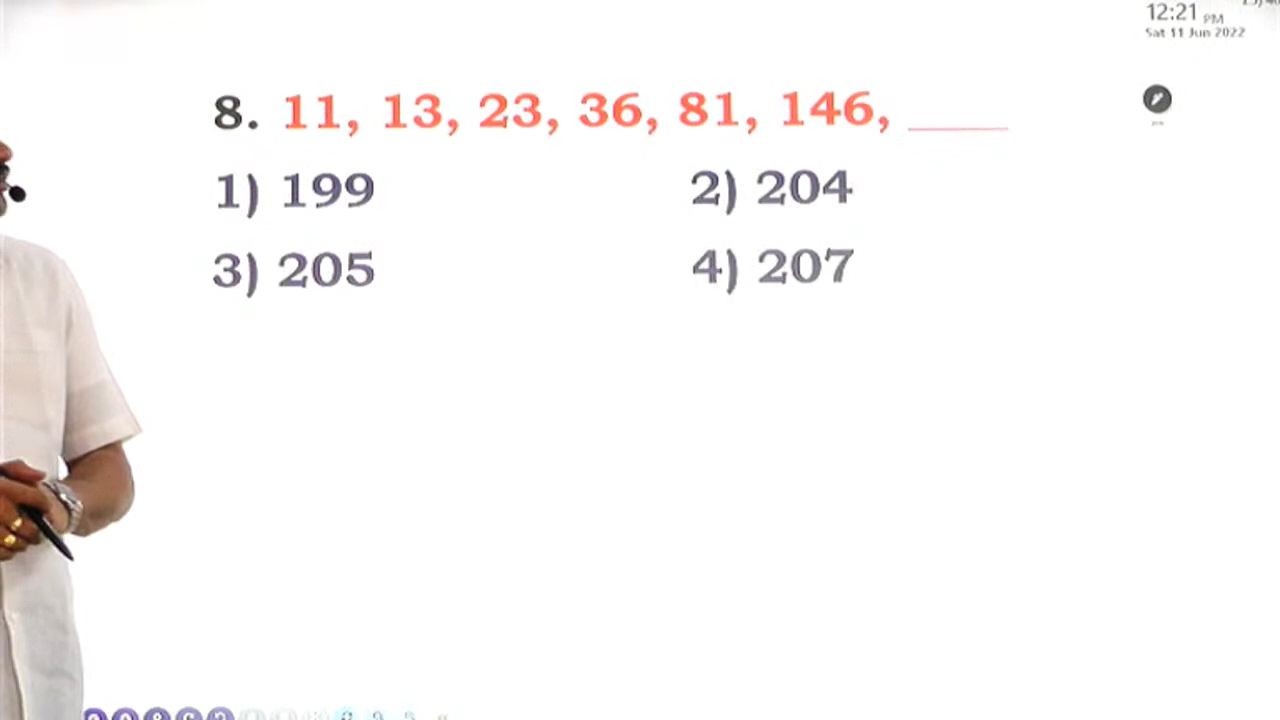 12:21 PM
Sat 11 Jun 2022
8. 11, 13, 23, 36, 81, 146, ____
1) 199
2) 204
3) 205
4) 207